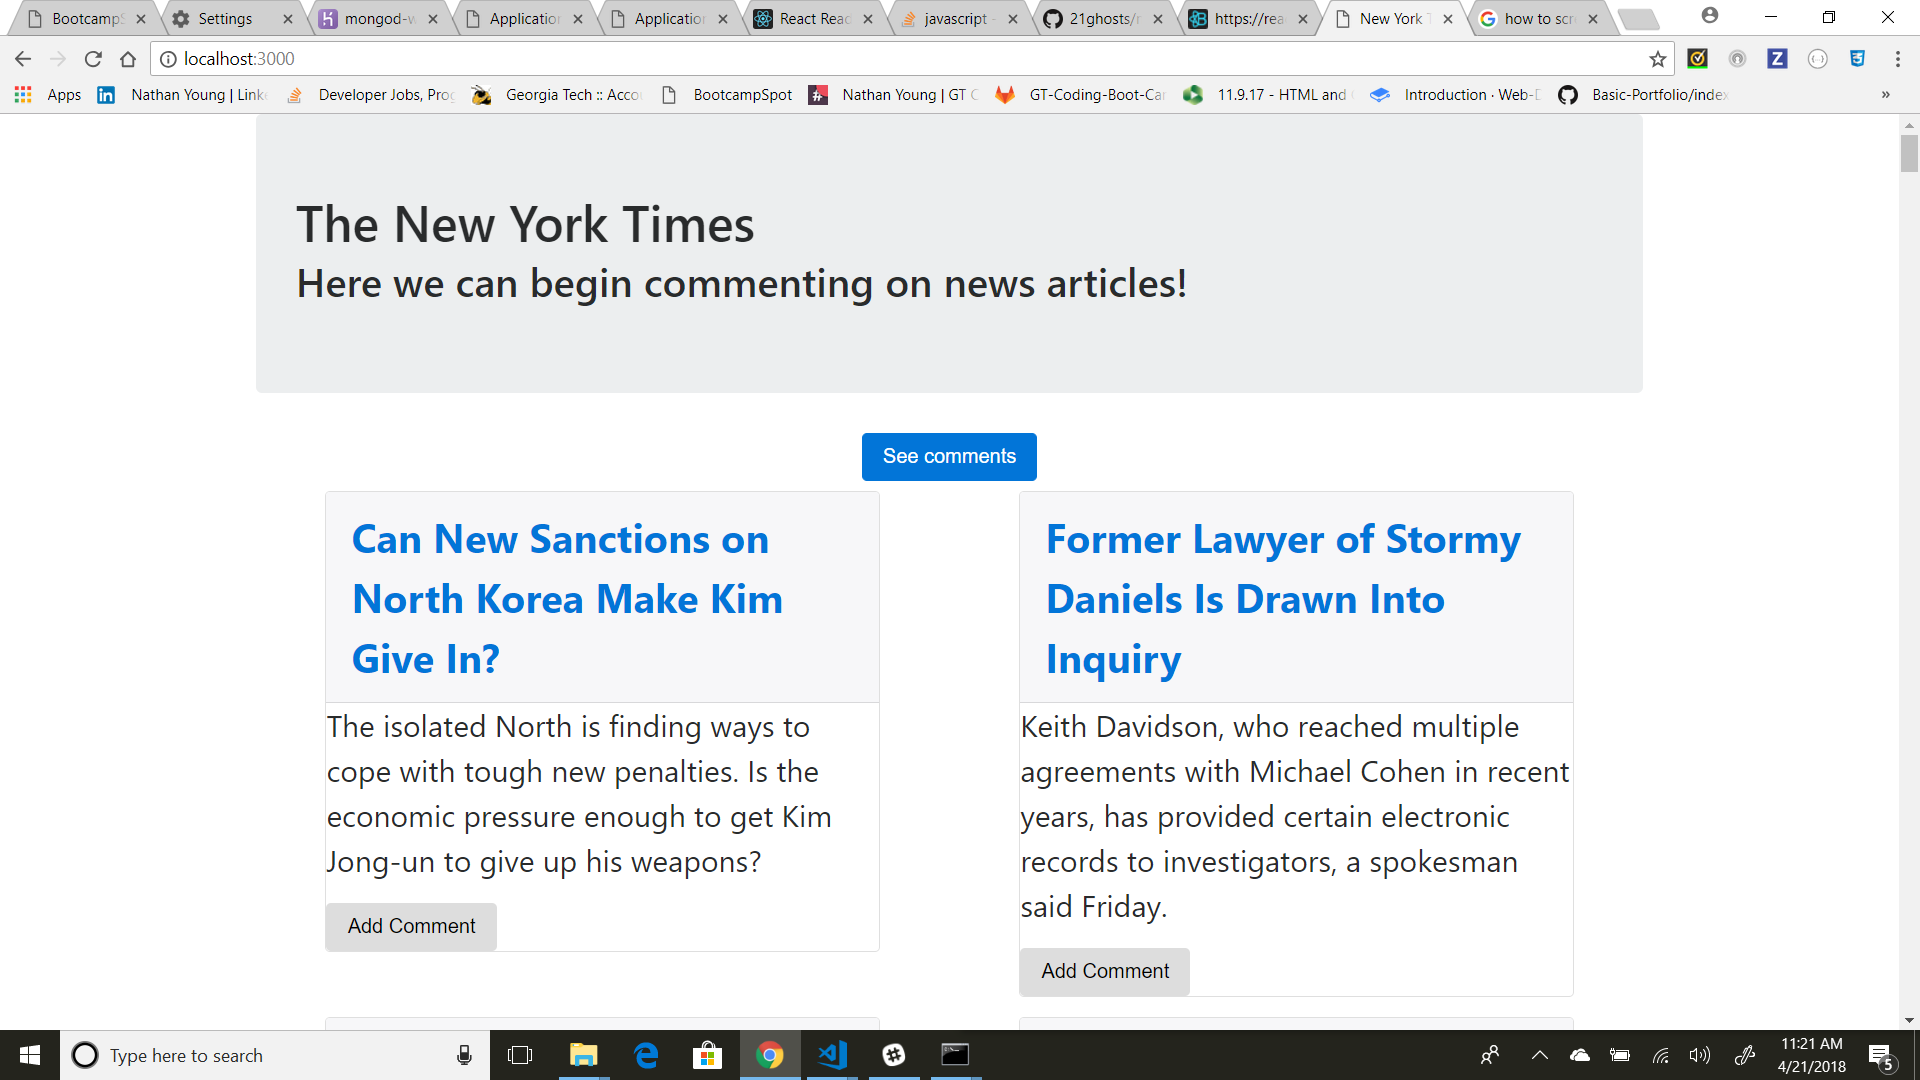 BootcampS
Settings
mongod-w
Application
Application
React Reac
javascript -
21ghosts/r
https://rea
New York T
how to scr
localhost:3000
Apps
Nathan Young | Linke
Developer Jobs, Prog
Georgia Tech :: Accou
BootcampSpot
Nathan Young | GT C
GT-Coding-Boot-Car
11.9.17 - HTML and
Introduction · Web-D
Basic-Portfolio/index
»
The New York Times
Here we can begin commenting on news articles!
See comments
Can New Sanctions on
North Korea Make Kim
Give In?
The isolated North is finding ways to
cope with tough new penalties. Is the
economic pressure enough to get Kim
Jong-un to give up his weapons?
Add Comment
Former Lawyer of Stormy
Daniels Is Drawn Into
Inquiry
Keith Davidson, who reached multiple
agreements with Michael Cohen in recent
years, has provided certain electronic
records to investigators, a spokesman
said Friday.
Add Comment
Type here to search
11:21 AM
4/21/2018
5